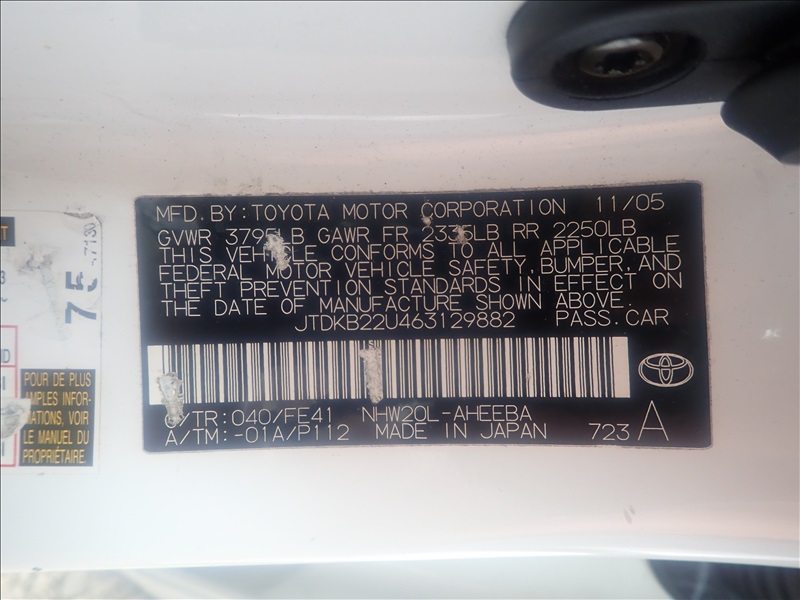 MFD. BY: TOYOTA MOTOR CORPORATION 11/05
GVWR 3795LB GAWR FR 2335LB RR 2250LB
THIS VEHICLE CONFORMS TO ALL APPLICABLE
FEDERAL MOTOR VEHICLE SAFETY, BUMPER, AND
THEFT PREVENTION STANDARDS IN EFFECT ON
THE DATE OF MANUFACTURE SHOWN ABOVE.
JTDKB22U463129882 PASS. CAR
C/TR: 040/FE41 NHW20L-AHEEBA
A/TM: -01A/P112 MADE IN JAPAN 723 A
POUR DE PLUS
AMPLES
INFORMATIONS, VOIR
LE MANUEL DU
PROPRIÉTAIRE.